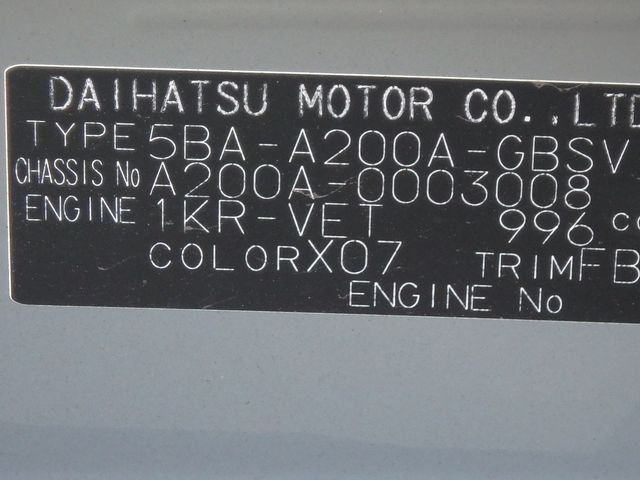 DAIHATSU MOTOR CO.,LTD
TYPE 5BA-A200A-GBSV
CHASSIS No A200A-0003008
ENGINE 1KR-VET 996 cc
COLOR X07 TRIM FB
ENGINE No